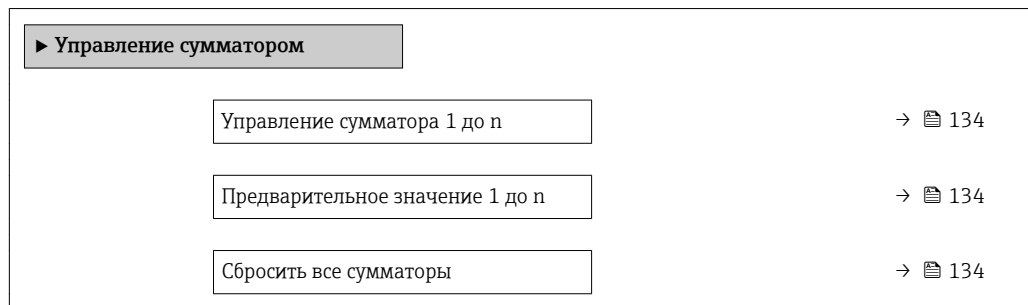 ▶ Управление сумматором
Управление сумматора 1 до n → 134
Предварительное значение 1 до n → 134
Сбросить все сумматоры → 134